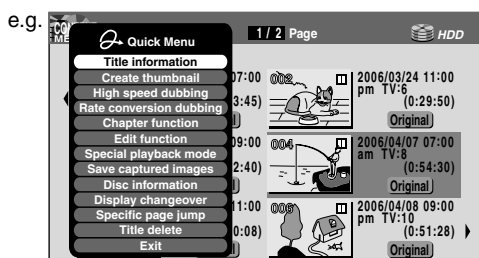 e.g.
Quick Menu
1 / 2 Page
HDD
Title information
Create thumbnail
High speed dubbing
Rate conversion dubbing
Chapter function
Edit function
Special playback mode
Save captured images
Disc information
Display changeover
Specific page jump
Title delete
Exit
07:00
3:45)
002
2006/03/24 11:00
pm TV:6
(0:29:50)
Original
09:00
2:40)
004
2006/04/07 07:00
am TV:8
(0:54:30)
Original
11:00
0:08)
006
2006/04/08 09:00
pm TV:10
(0:51:28)
Original